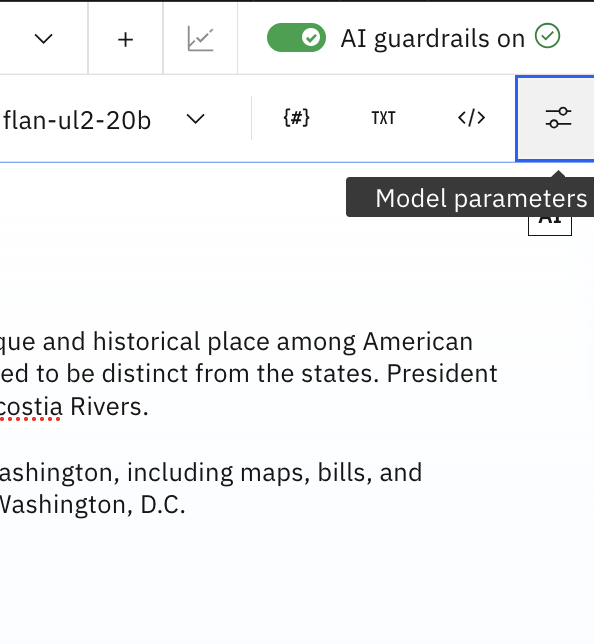 +
AI guardrails on
flan-ul2-20b
{#}
TXT
</>
Model parameters
AI
que and historical place among American
ed to be distinct from the states. President
costia Rivers.
ashington, including maps, bills, and
Washington, D.C.